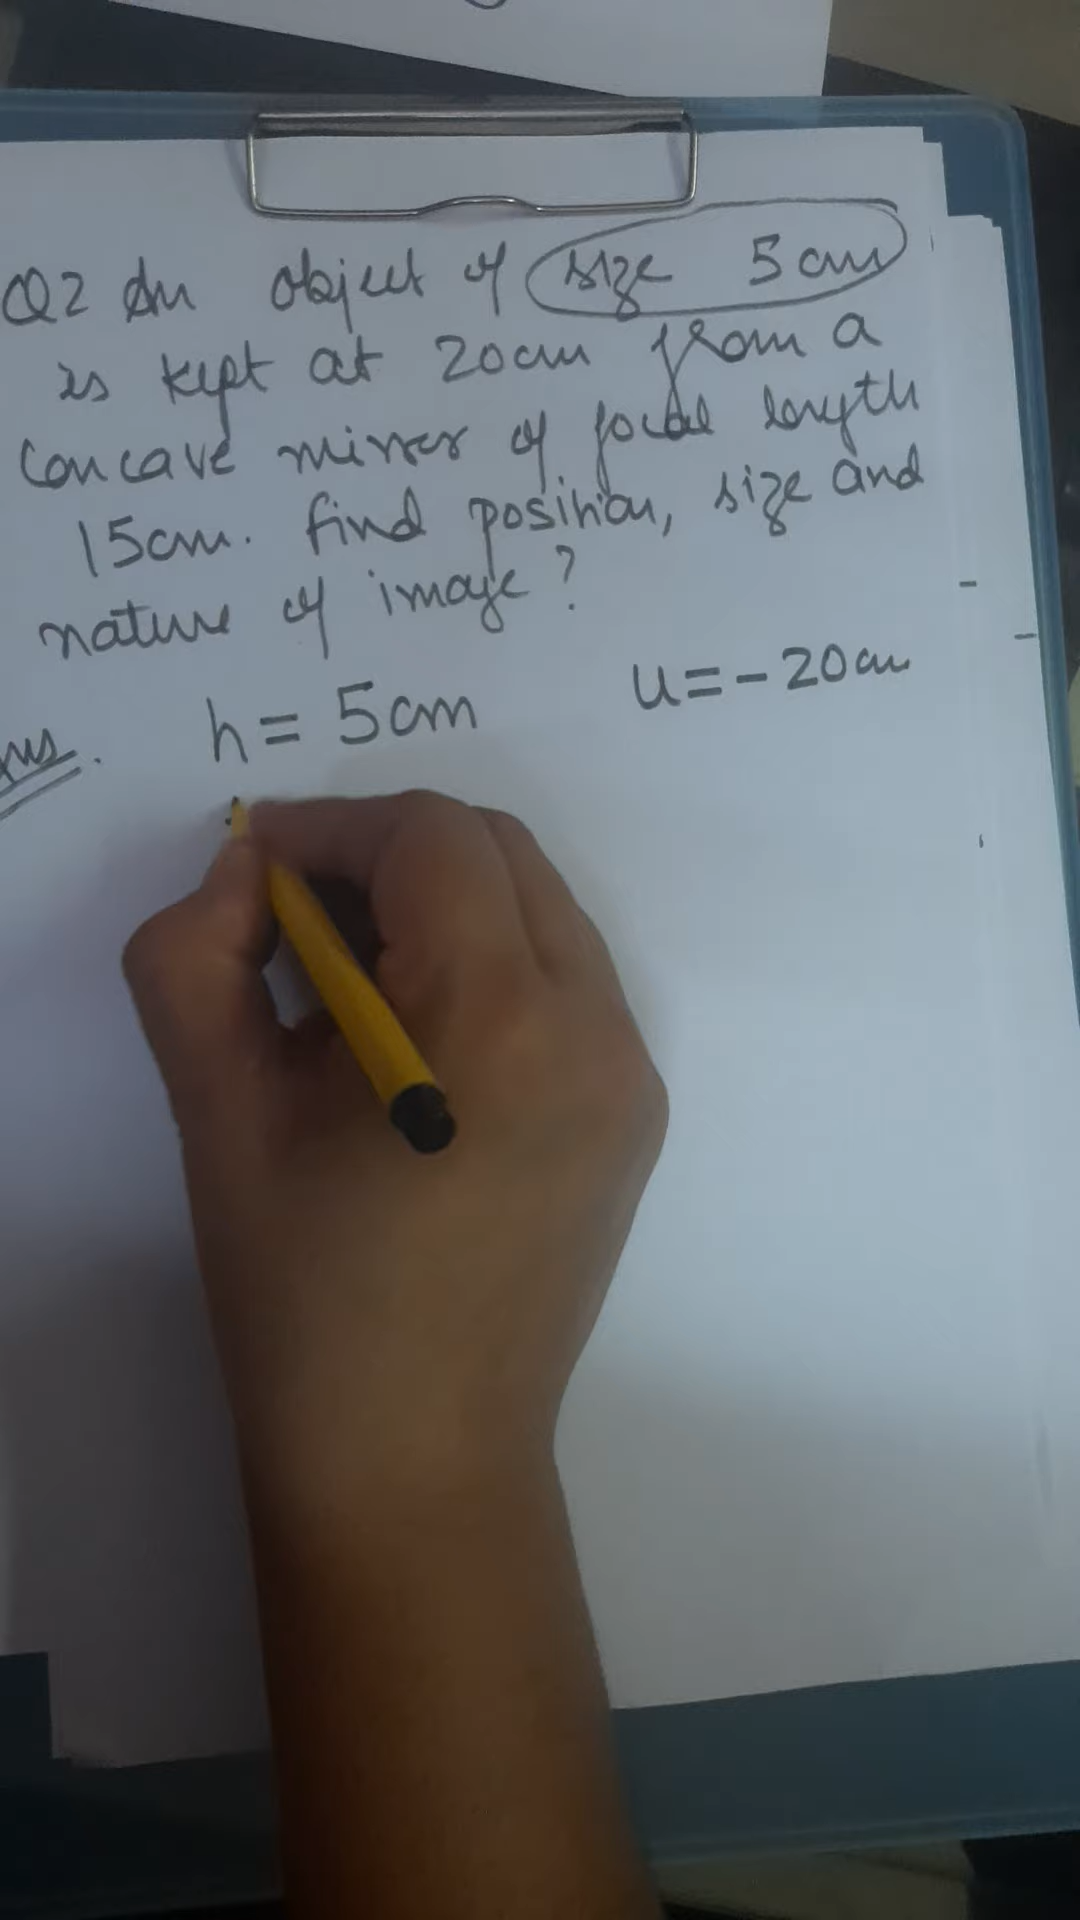 Q2 An object of size 5cm
is kept at 20cm from a
concave mirror of focal length
15cm. find position, size and
nature of image?
Ans. h = 5cm u = - 20cm